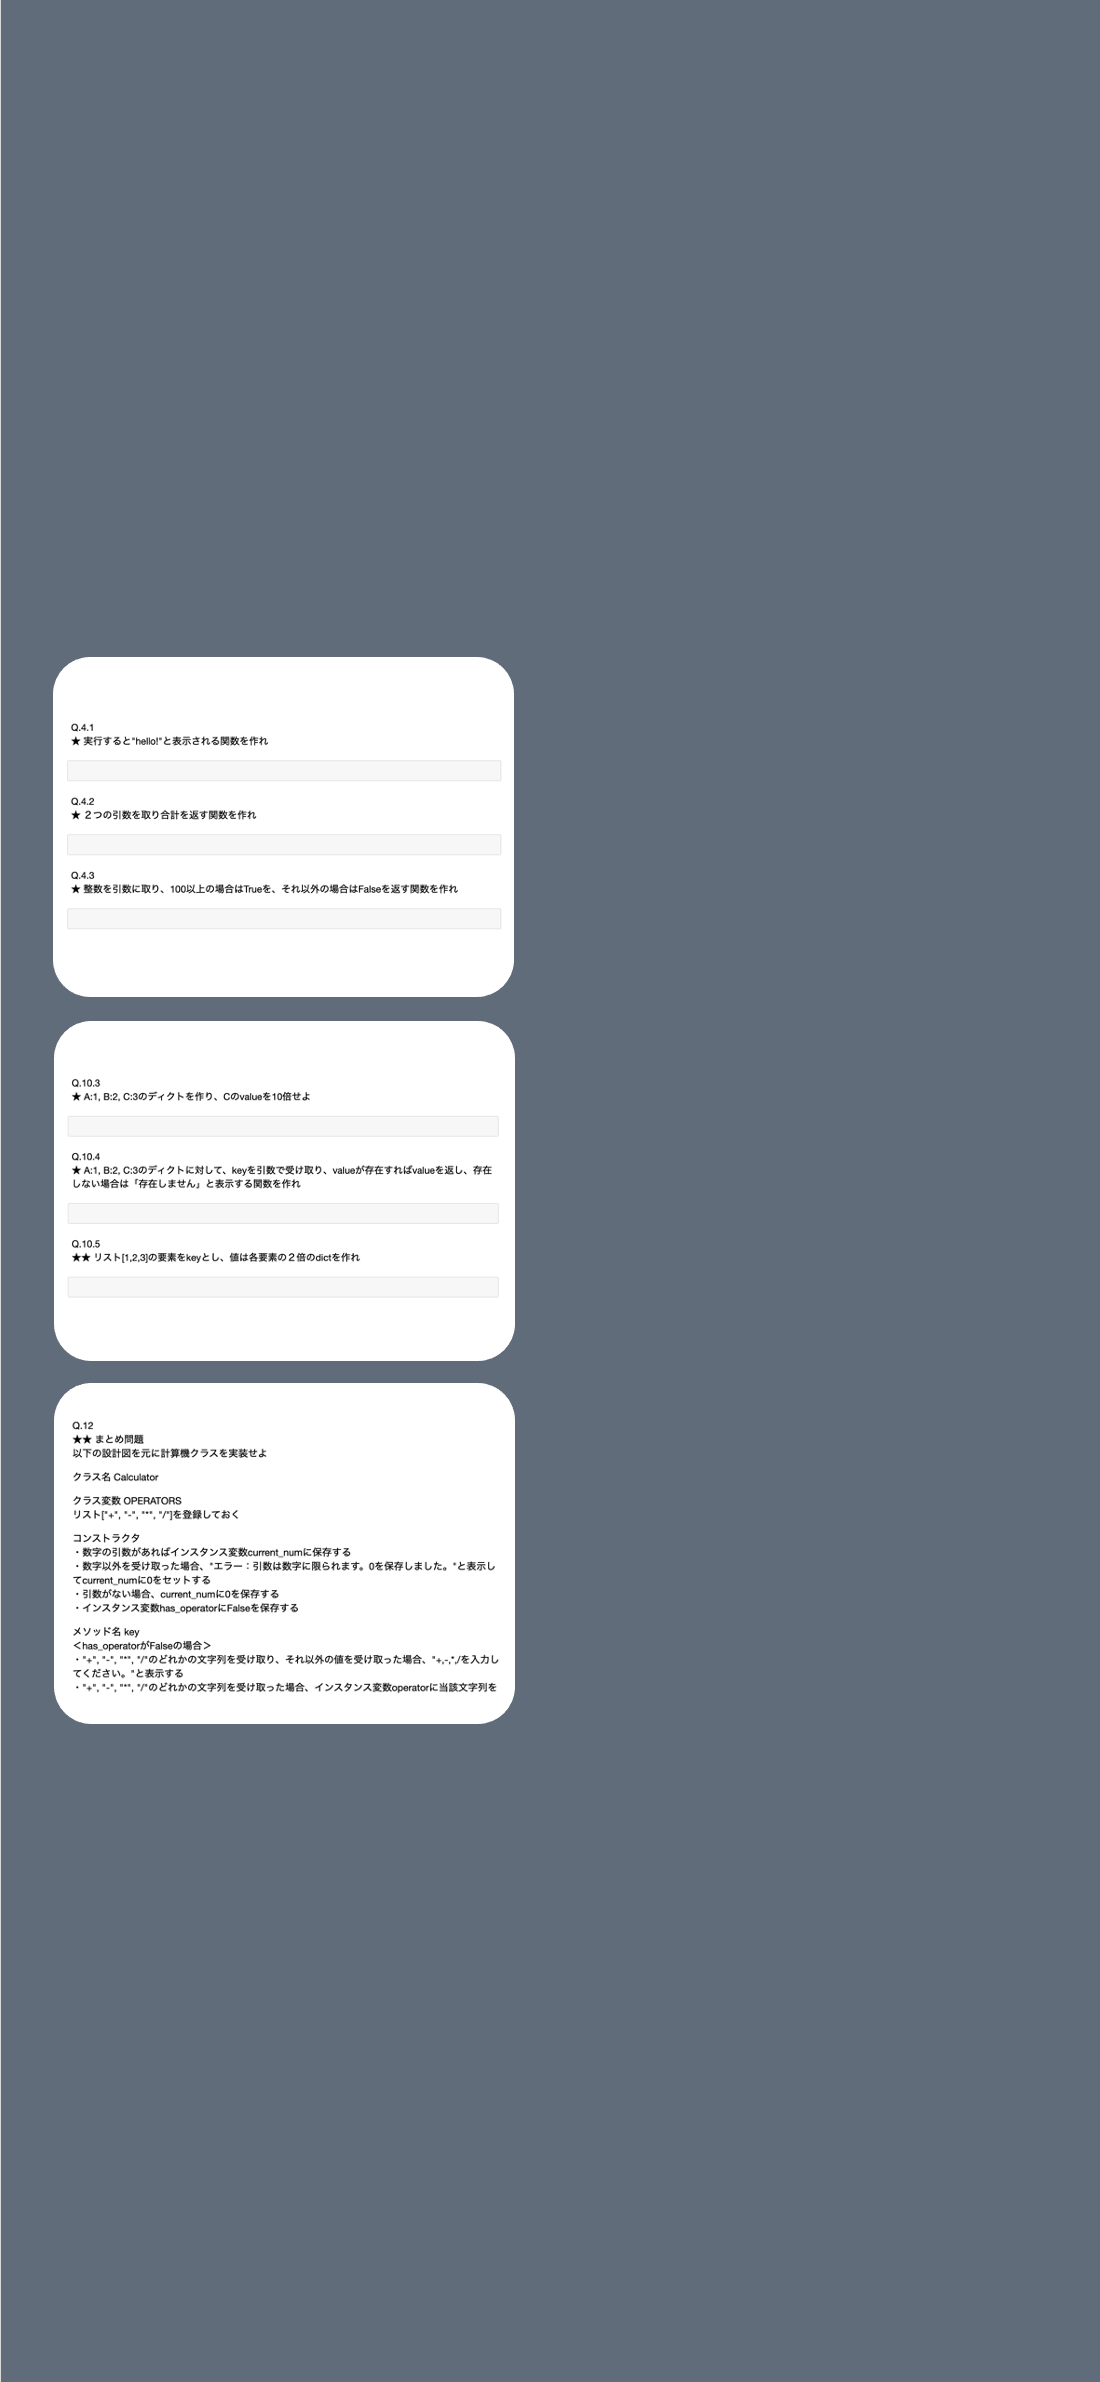 Q.4.1
★ 実行すると"hello!"と表示される関数を作れ
Q.4.2
★ ２つの引数を取り合計を返す関数を作れ
Q.4.3
★ 整数を引数に取り、100以上の場合はTrueを、それ以外の場合はFalseを返す関数を作れ
Q.10.3
★ A:1, B:2, C:3のディクトを作り、Cのvalueを10倍せよ
Q.10.4
★ A:1, B:2, C:3のディクトに対して、keyを引数で受け取り、valueが存在すればvalueを返し、存在
しない場合は「存在しません」と表示する関数を作れ
Q.10.5
★★ リスト[1,2,3]の要素をkeyとし、値は各要素の２倍のdictを作れ
Q.12
★★ まとめ問題
以下の設計図を元に計算機クラスを実装せよ
クラス名 Calculator
クラス変数 OPERATORS
リスト["+", "-", "*", "/"]を登録しておく
コンストラクタ
・数字の引数があればインスタンス変数current_numに保存する
・数字以外を受け取った場合、"エラー：引数は数字に限られます。0を保存しました。"と表示し
てcurrent_numに0をセットする
・引数がない場合、current_numに0を保存する
・インスタンス変数has_operatorにFalseを保存する
メソッド名 key
＜has_operatorがFalseの場合＞
・"+", "-", "*", "/"のどれかの文字列を受け取り、それ以外の値を受け取った場合、"+,-,*,/を入力し
てください。"と表示する
・"+", "-", "*", "/"のどれかの文字列を受け取った場合、インスタンス変数operatorに当該文字列を